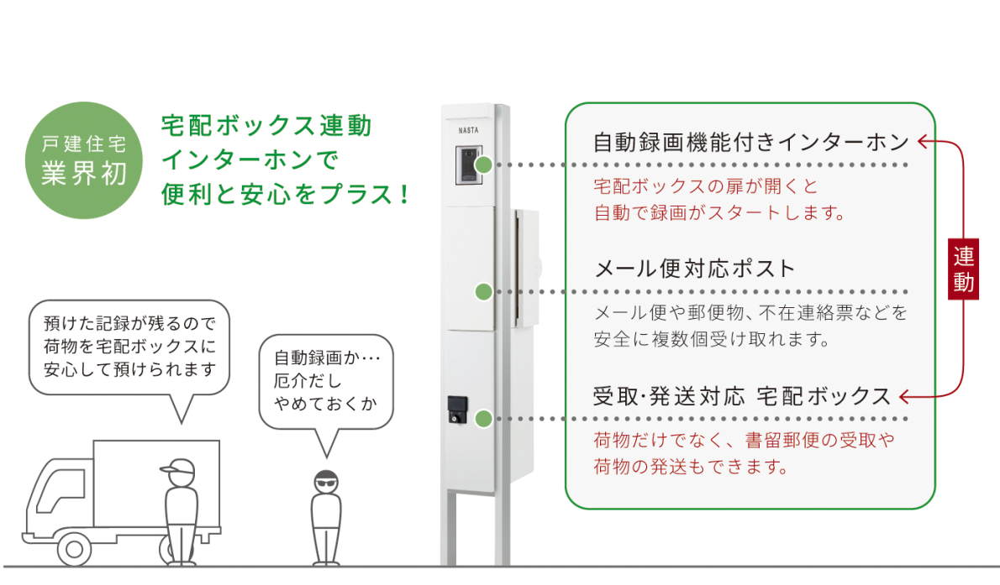 戸建住宅
業界初
宅配ボックス連動
インターホンで
便利と安心をプラス！
預けた記録が残るので
荷物を宅配ボックスに
安心して預けられます
自動録画か･･･
厄介だし
やめておくか
NASTA
自動録画機能付きインターホン
宅配ボックスの扉が開くと
自動で録画がスタートします。
メール便対応ポスト
メール便や郵便物、不在連絡票などを
安全に複数個受け取れます。
受取･発送対応 宅配ボックス
荷物だけでなく、書留郵便の受取や
荷物の発送もできます。
連動